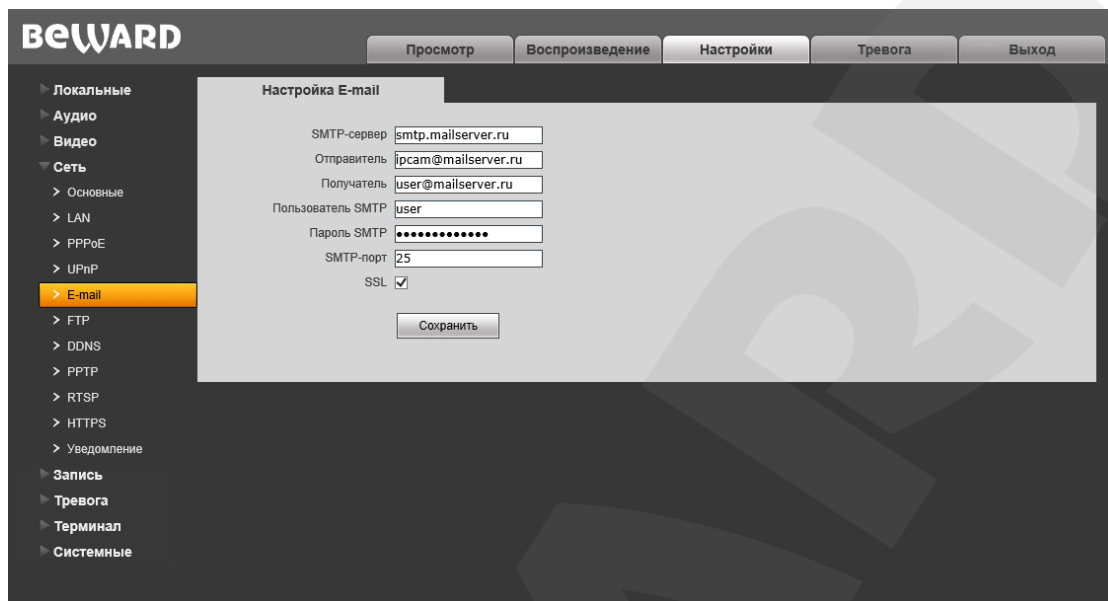 BEWARD
Просмотр
Воспроизведение
Настройки
Тревога
Выход
Локальные
Аудио
Видео
Сеть
> Основные
> LAN
> PPPoE
> UPnP
> E-mail
> FTP
> DDNS
> PPTP
> RTSP
> HTTPS
> Уведомление
Запись
Тревога
Терминал
Системные
Настройка E-mail
SMTP-сервер smtp.mailserver.ru
Отправитель ipcam@mailserver.ru
Получатель user@mailserver.ru
Пользователь SMTP user
Пароль SMTP •••••••••••••
SMTP-порт 25
SSL
Сохранить